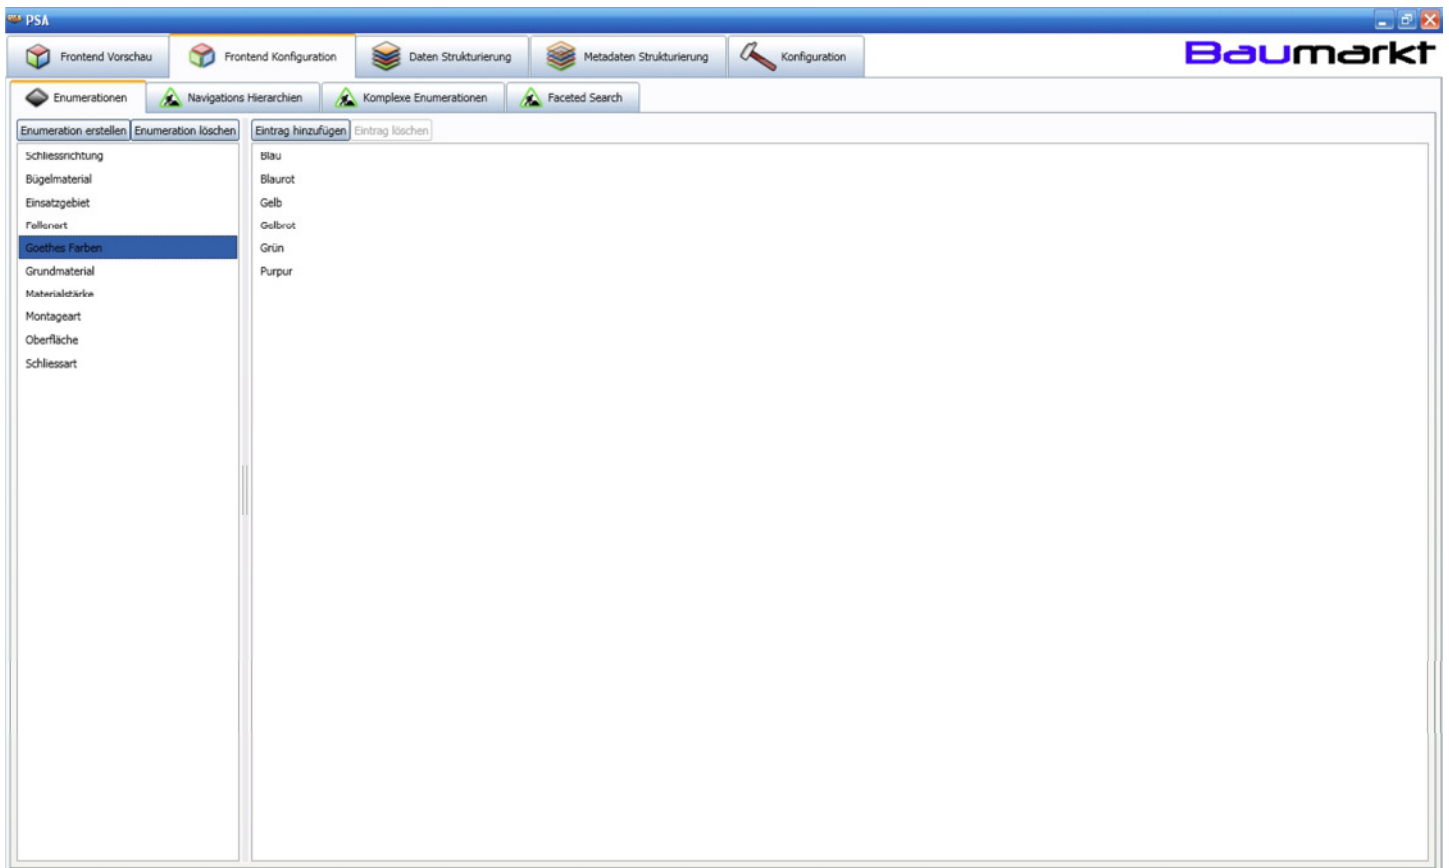 PSA
Frontend Vorschau Frontend Konfiguration Daten Strukturierung Metadaten Strukturierung Konfiguration Baumarkt
Enumerationen Navigations Hierarchien Komplexe Enumerationen Faceted Search
Enumeration erstellen Enumeration löschen Eintrag hinzufügen Eintrag löschen
Schliessrichtung
Bügelmaterial
Einsatzgebiet
Goethes Farben
Grundmaterial
Materialstärke
Montageart
Oberfläche
Schliessart
Blau
Blaurot
Gelb
Gelbrot
Grün
Purpur